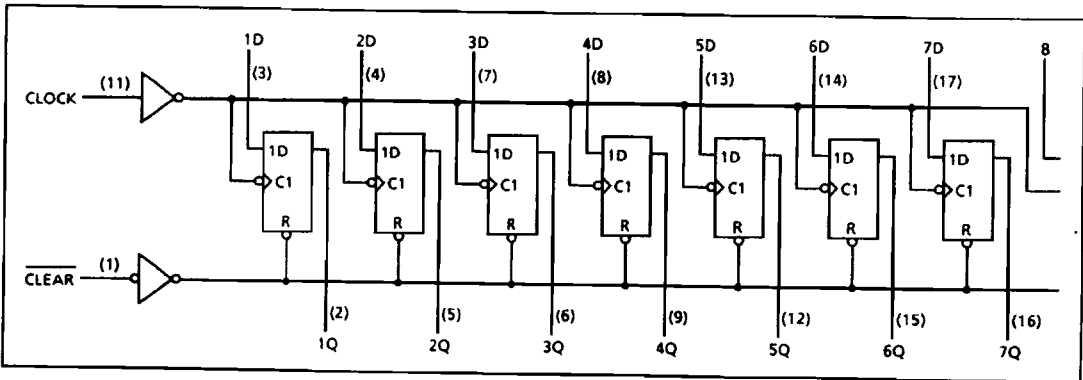 1D 2D 3D 4D 5D 6D 7D 8
(3) (4) (7) (8) (13) (14) (17)
CLOCK (11)
1D 1D 1D 1D 1D 1D 1D
C1 C1 C1 C1 C1 C1 C1
R R R R R R R
CLEAR (1)
(2) (5) (6) (9) (12) (15) (16)
1Q 2Q 3Q 4Q 5Q 6Q 7Q